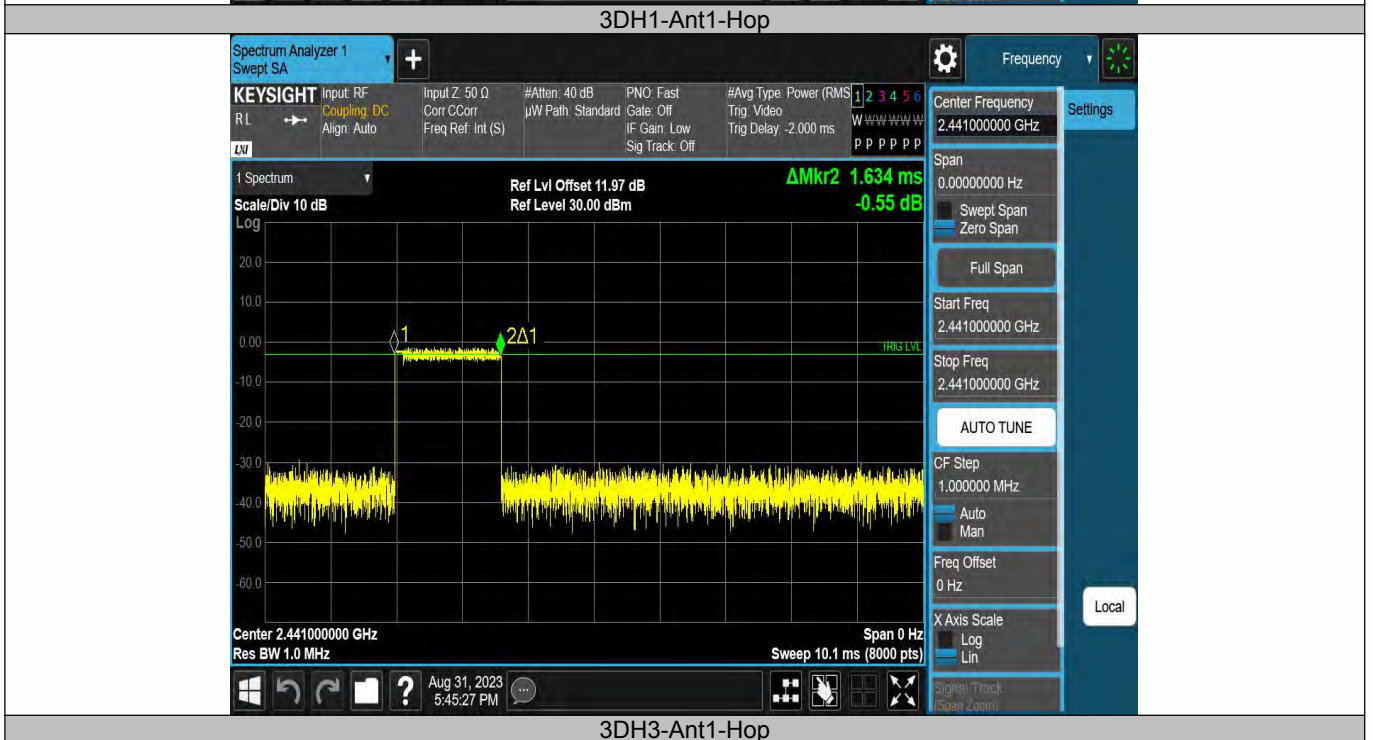 3DH1-Ant1-Hop
Spectrum Analyzer 1
Swept SA
+
Frequency
KEYSIGHT
RL
LXI
Input: RF
Coupling: DC
Align: Auto
Input Z: 50 Ω
Corr CCorr
Freq Ref: Int (S)
#Atten: 40 dB
µW Path: Standard
PNO: Fast
Gate: Off
IF Gain: Low
Sig Track: Off
#Avg Type: Power (RMS
Trig: Video
Trig Delay: -2.000 ms
1 2 3 4 5 6
W W W W W W
P P P P P P
Center Frequency
2.441000000 GHz
Settings
1 Spectrum
Scale/Div 10 dB
Log
Ref Lvl Offset 11.97 dB
Ref Level 30.00 dBm
ΔMkr2 1.634 ms
-0.55 dB
Span
0.00000000 Hz
Swept Span
Zero Span
Full Span
Start Freq
2.441000000 GHz
Stop Freq
2.441000000 GHz
AUTO TUNE
CF Step
1.000000 MHz
Auto
Man
Freq Offset
0 Hz
X Axis Scale
Log
Lin
Signal Track
(Span Zoom)
Local
20.0
10.0
0.00
-10.0
-20.0
-30.0
-40.0
-50.0
-60.0
1
2Δ1
TRIG LVL
Center 2.441000000 GHz
Res BW 1.0 MHz
Span 0 Hz
Sweep 10.1 ms (8000 pts)
?
Aug 31, 2023
5:45:27 PM
3DH3-Ant1-Hop